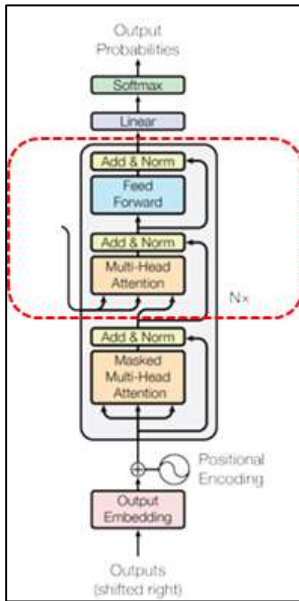 Output
Probabilities
Softmax
Linear
Add & Norm
Feed
Forward
Add & Norm
Multi-Head
Attention
Nx
Add & Norm
Masked
Multi-Head
Attention
Positional
Encoding
Output
Embedding
Outputs
(shifted right)